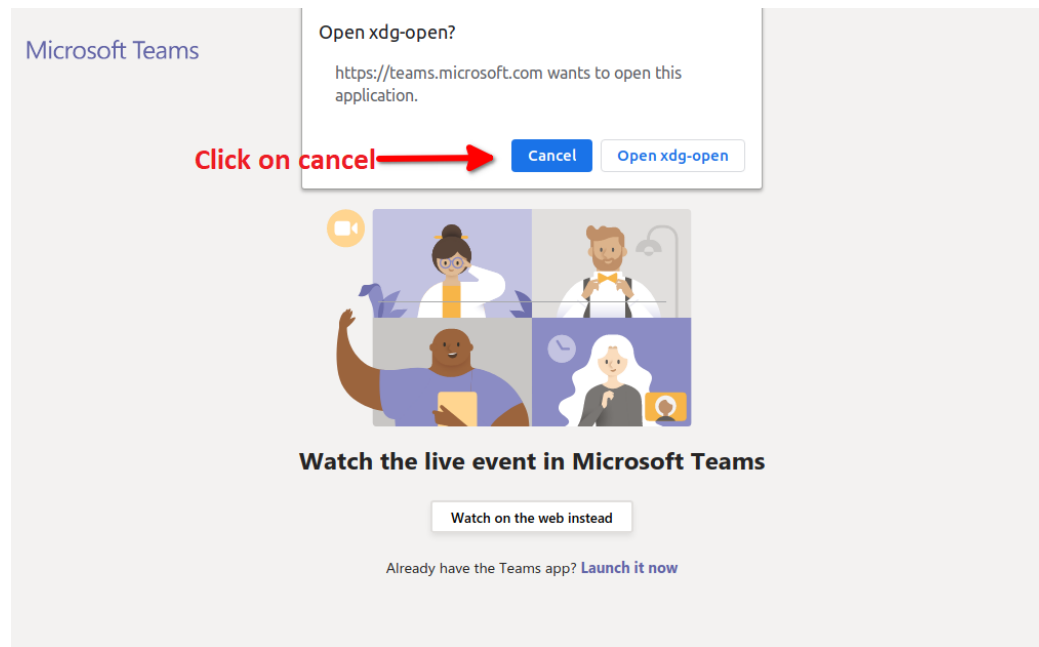 Microsoft Teams
Open xdg-open?
https://teams.microsoft.com wants to open this
application.
Click on cancel
Cancel
Open xdg-open
Watch the live event in Microsoft Teams
Watch on the web instead
Already have the Teams app? Launch it now